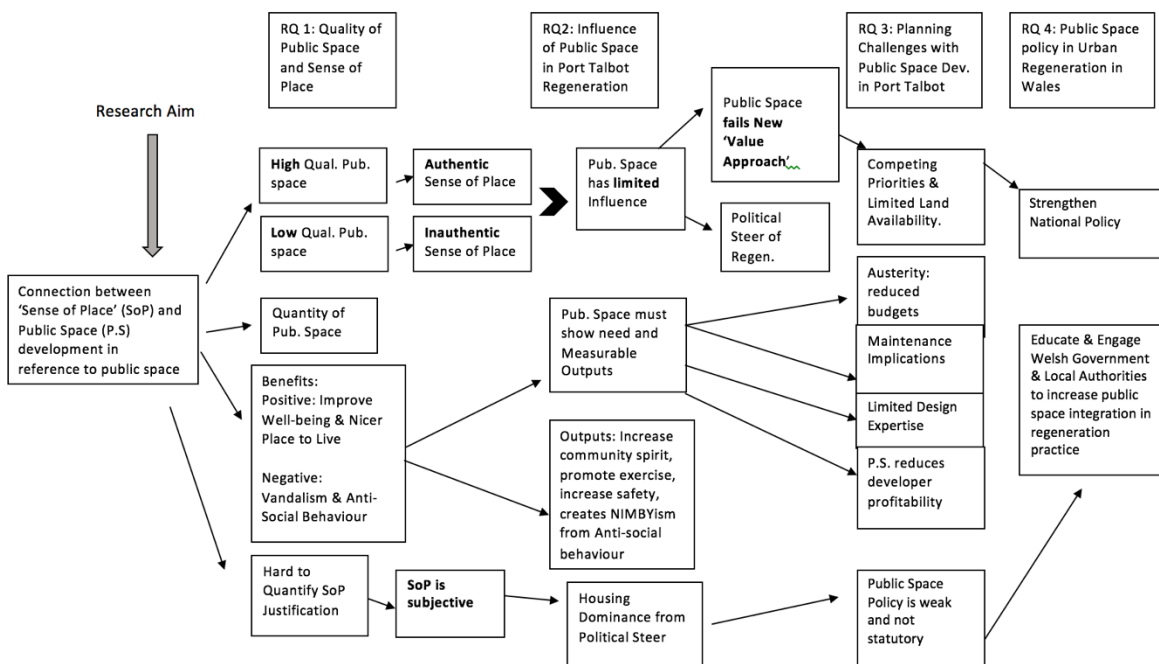 RQ 1: Quality of
Public Space
and Sense of
Place
RQ2: Influence
of Public Space
in Port Talbot
Regeneration
RQ 3: Planning
Challenges with
Public Space Dev.
in Port Talbot
RQ 4: Public Space
policy in Urban
Regeneration in
Wales
Research Aim
Connection between
‘Sense of Place’ (SoP) and
Public Space (P.S)
development in
reference to public space
High Qual. Pub.
space
Authentic
Sense of Place
Low Qual. Pub.
space
Inauthentic
Sense of Place
Pub. Space
has limited
Influence
Public Space
fails New
‘Value
Approach’
Political
Steer of
Regen.
Competing
Priorities &
Limited Land
Availability.
Strengthen
National Policy
Quantity of
Pub. Space
Benefits:
Positive: Improve
Well-being & Nicer
Place to Live
Negative:
Vandalism & Anti-
Social Behaviour
Pub. Space must
show need and
Measurable
Outputs
Outputs: Increase
community spirit,
promote exercise,
increase safety,
creates NIMBYism
from Anti-social
behaviour
Austerity:
reduced
budgets
Maintenance
Implications
Limited Design
Expertise
P.S. reduces
developer
profitability
Educate & Engage
Welsh Government
& Local Authorities
to increase public
space integration in
regeneration
practice
Hard to
Quantify SoP
Justification
SoP is
subjective
Housing
Dominance from
Political Steer
Public Space
Policy is weak
and not
statutory